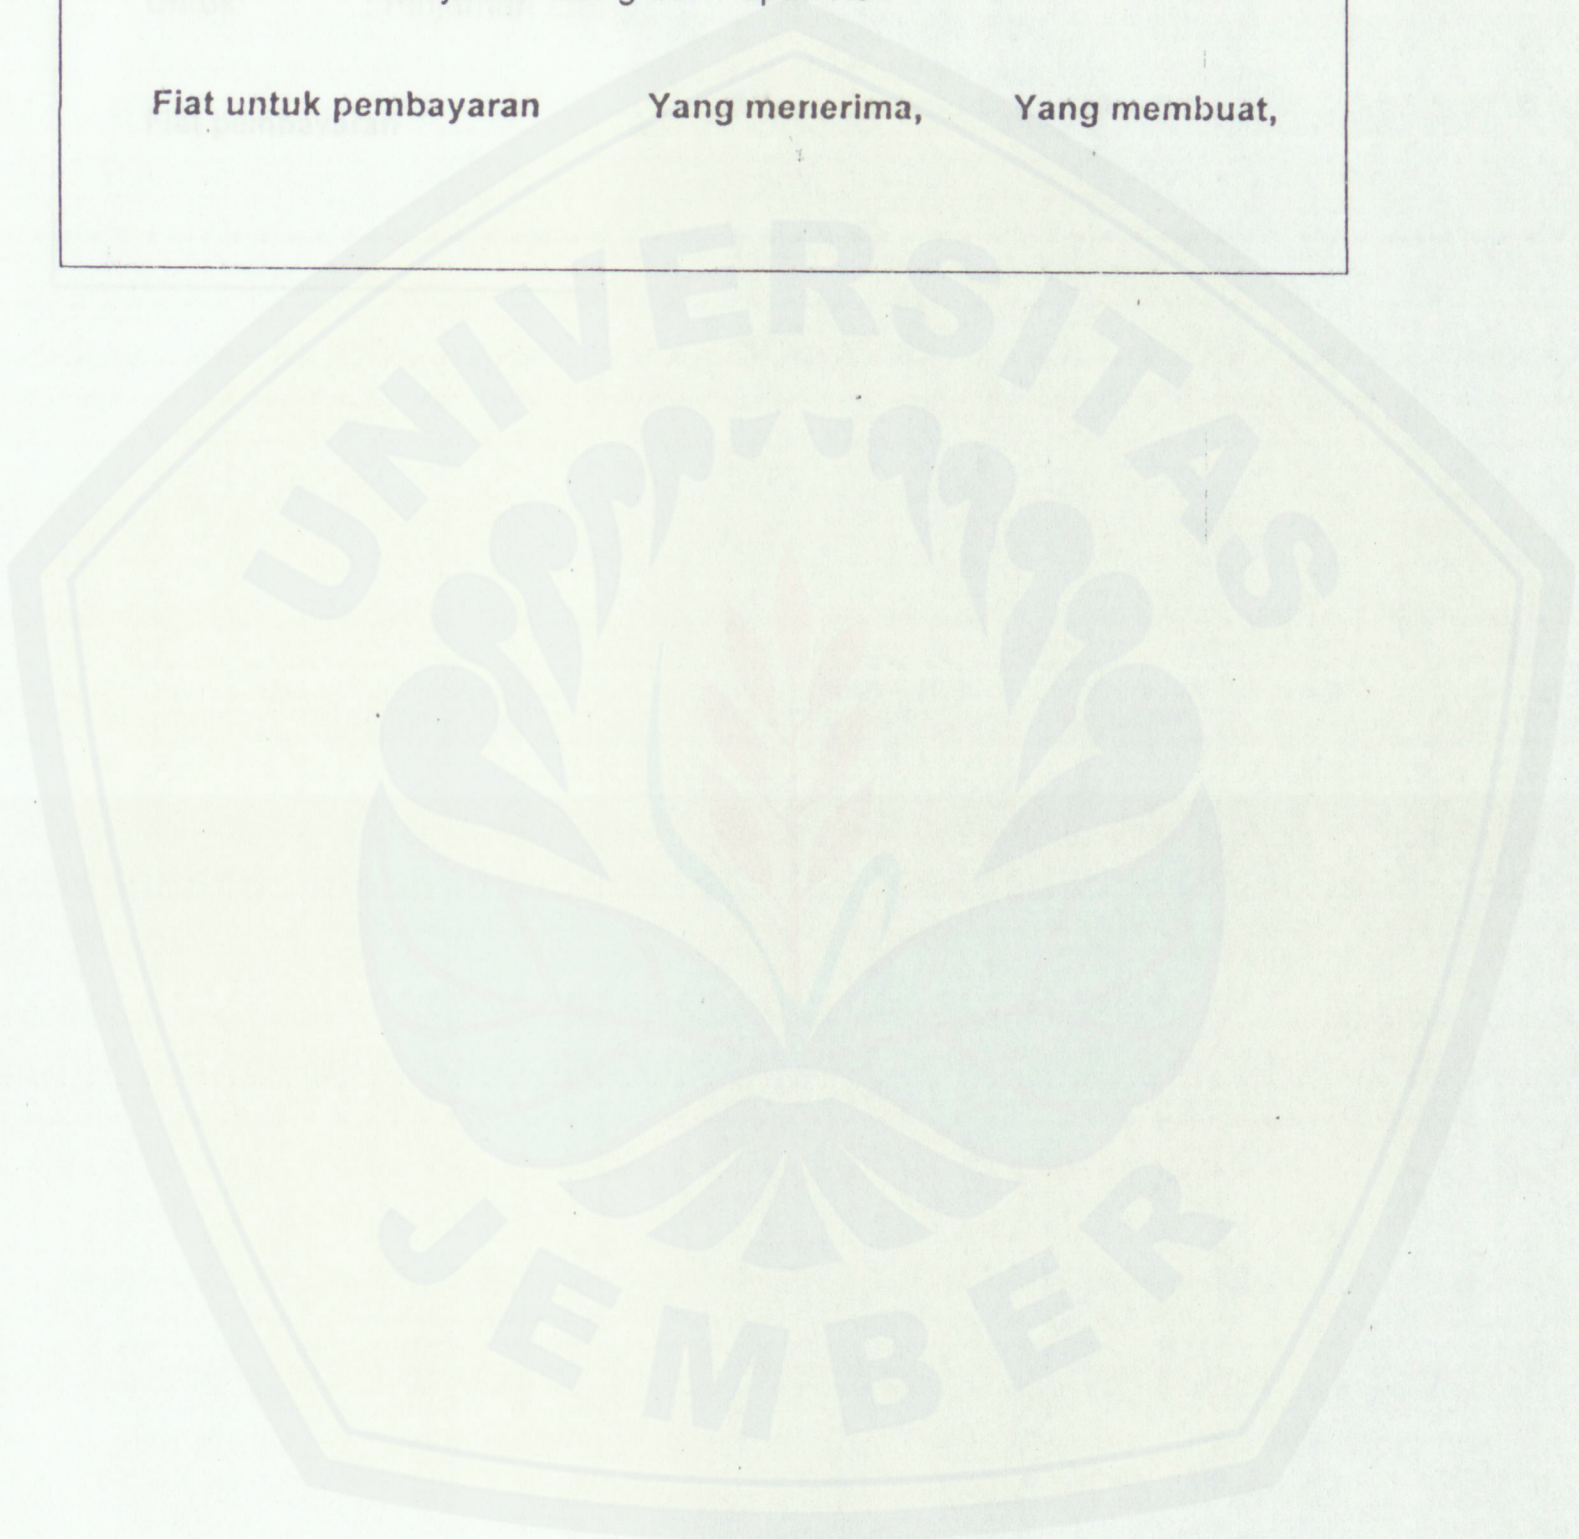 Fiat untuk pembayaran Yang menerima, Yang membuat,
UNIVERSITAS
JEMBER